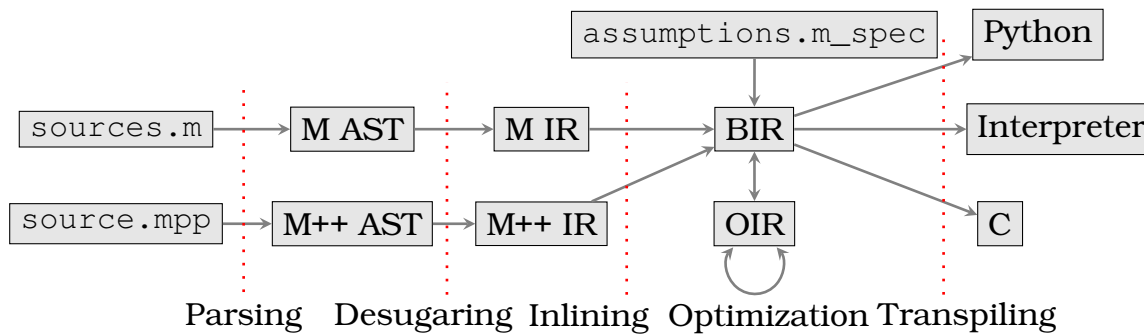 assumptions.m_spec
Python
sources.m
M AST
M IR
BIR
Interpreter
source.mpp
M++ AST
M++ IR
OIR
C
Parsing
Desugaring
Inlining
Optimization
Transpiling